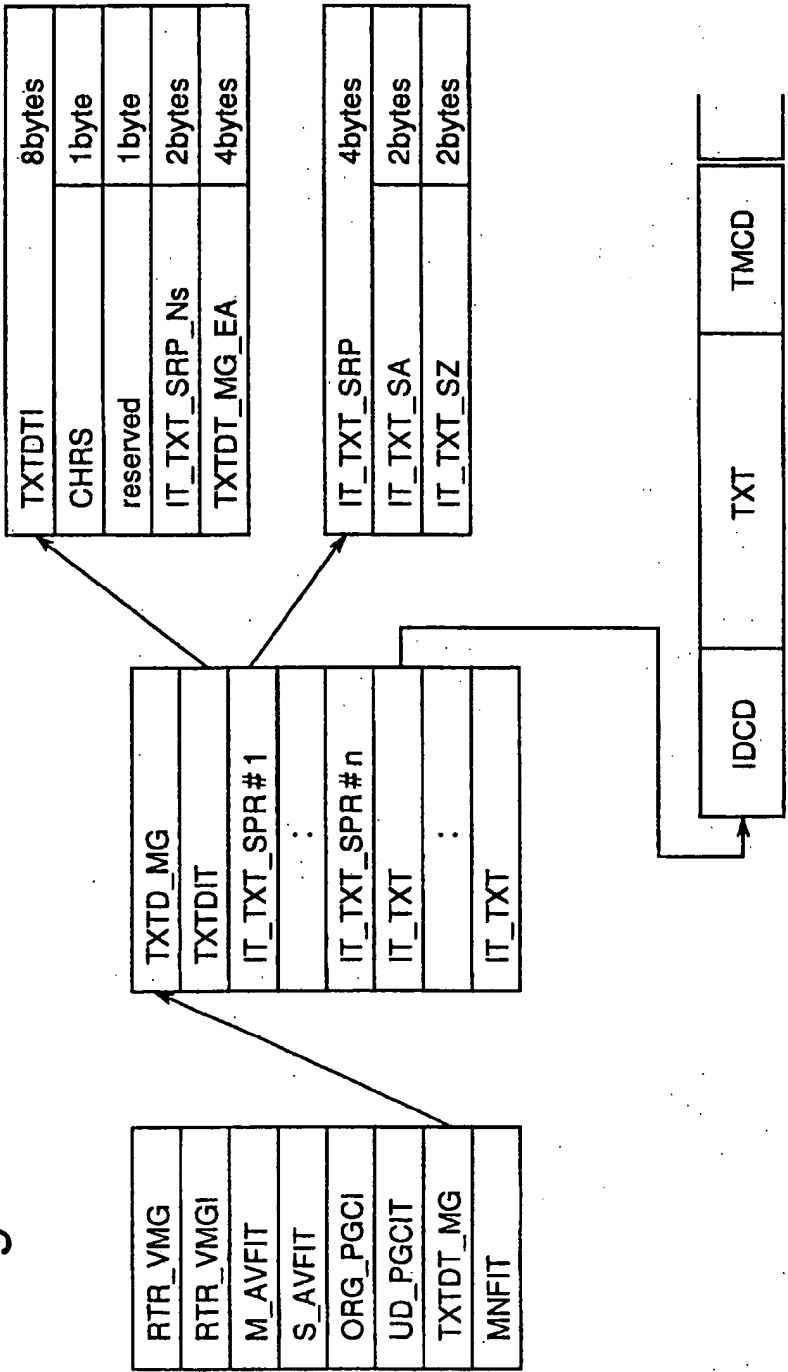 RTR_VMG
RTR_VMGI
M_AVFIT
S_AVFIT
ORG_PGCI
UD_PGCIT
TXTDT_MG
MNFIT
TXTD_MG
TXTDIT
IT_TXT_SPR#1
:
IT_TXT_SPR#n
IT_TXT
:
IT_TXT
TXTDTI 8bytes
CHRS 1byte
reserved 1byte
IT_TXT_SRP_Ns 2bytes
TXTDT_MG_EA 4bytes
IT_TXT_SRP 4bytes
IT_TXT_SA 2bytes
IT_TXT_SZ 2bytes
IDCD TXT TMCD